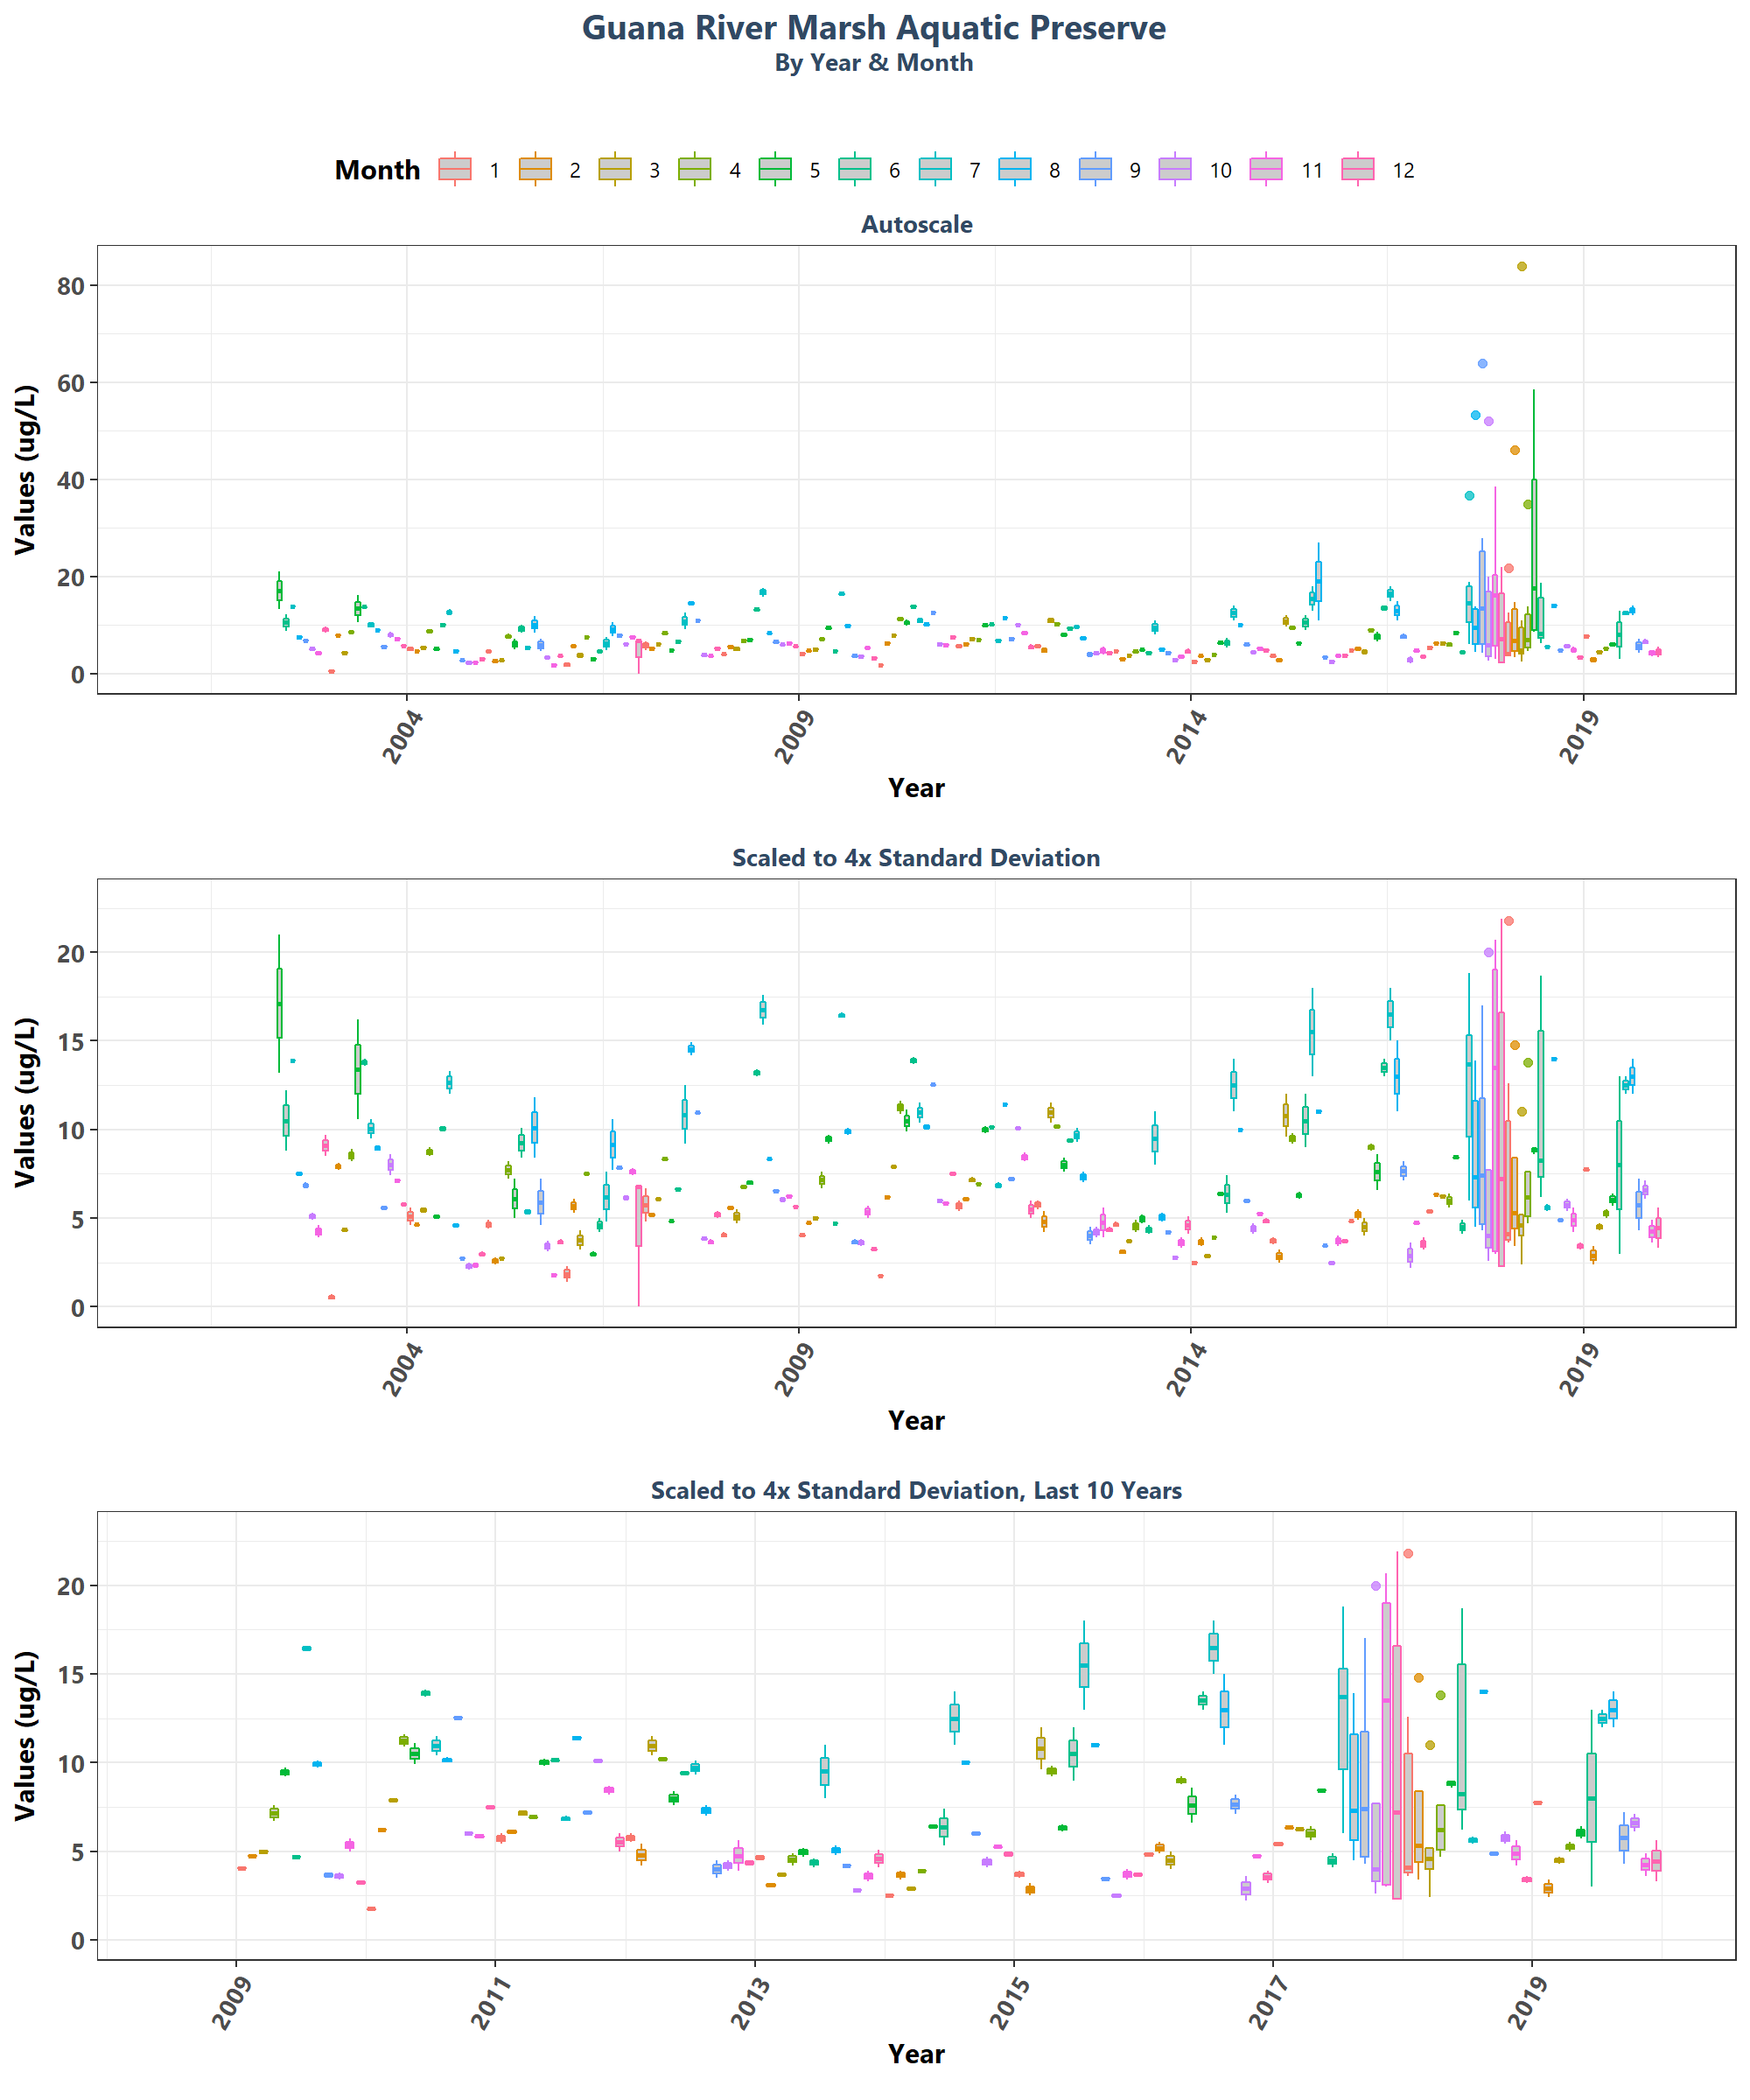 Guana River Marsh Aquatic Preserve
By Year & Month
Month 1 2 3 4 5 6 7 8 9 10 11 12
Autoscale
80
60
40
20
0
Values (ug/L)
2004 2009 2014 2019
Year
Scaled to 4x Standard Deviation
20
15
10
5
0
Values (ug/L)
2004 2009 2014 2019
Year
Scaled to 4x Standard Deviation, Last 10 Years
20
15
10
5
0
Values (ug/L)
2009 2011 2013 2015 2017 2019
Year